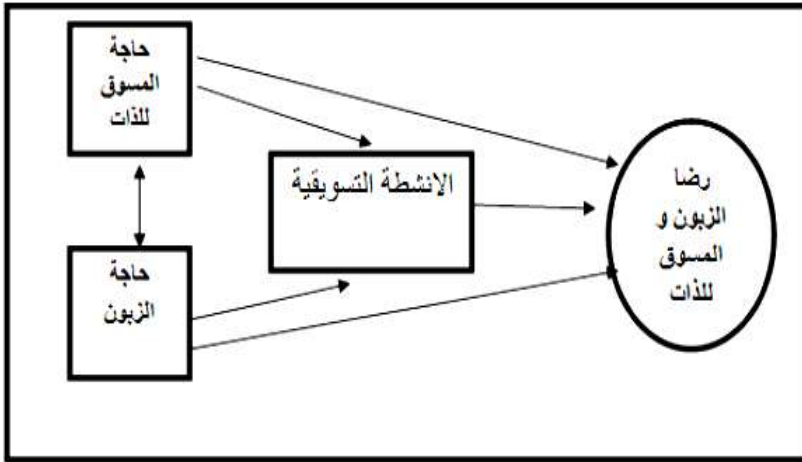 حاجة
المسوق
للذات
الانشطة التسويقية
رضا
الزبون و
المسوق
للذات
حاجة
الزبون